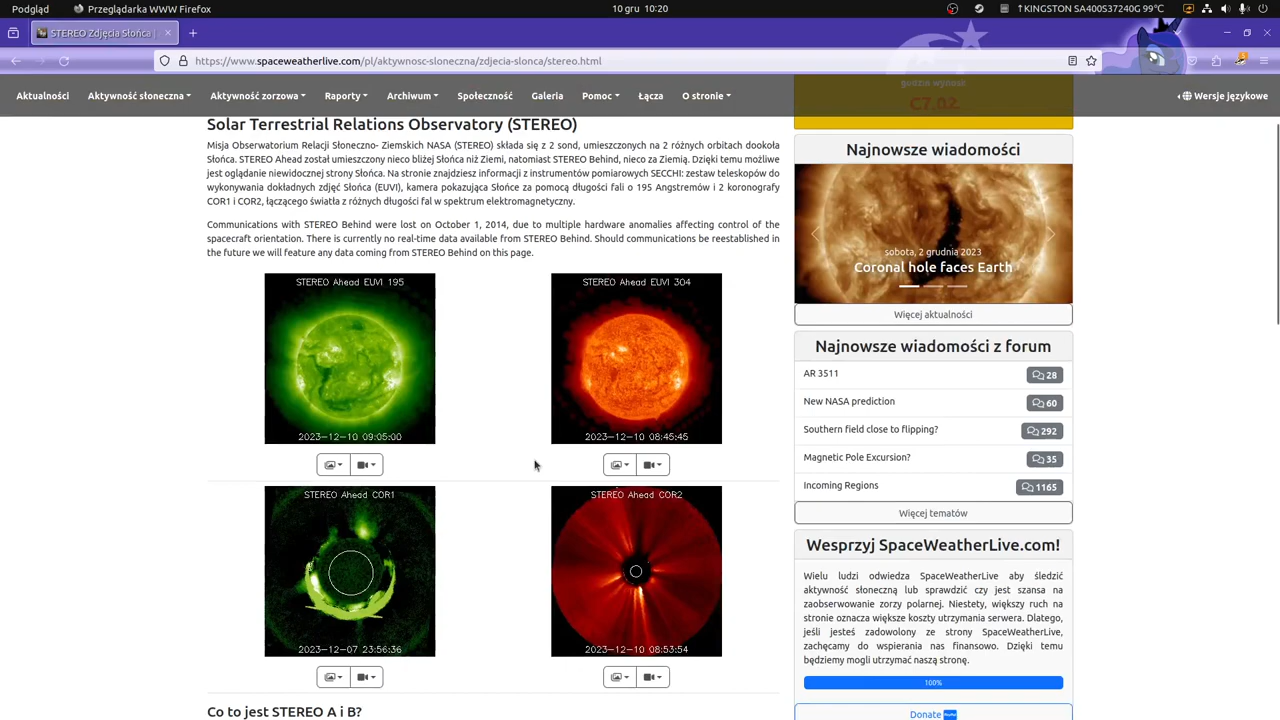 Podgląd
Przeglądarka WWW Firefox
10 gru 10:20
↑KINGSTON SA400S37240G 99°C
STEREO Zdjęcia Słońca
https://www.spaceweatherlive.com/pl/aktywnosc-sloneczna/zdjecia-slonca/stereo.html
Aktualności
Aktywność słoneczna
Aktywność zorzowa
Raporty
Archiwum
Społeczność
Galeria
Pomoc
Łącza
O stronie
Wersje językowe
godzin wynosił
C7.02
Solar Terrestrial Relations Observatory (STEREO)
Misja Obserwatorium Relacji Słoneczno- Ziemskich NASA (STEREO) składa się z 2 sond, umieszczonych na 2 różnych orbitach dookoła
Słońca. STEREO Ahead został umieszczony nieco bliżej Słońca niż Ziemi, natomiast STEREO Behind, nieco za Ziemią. Dzięki temu możliwe
jest oglądanie niewidocznej strony Słońca. Na stronie znajdziesz informacji z instrumentów pomiarowych SECCHI: zestaw teleskopów do
wykonywania dokładnych zdjęć Słońca (EUVI), kamera pokazująca Słońce za pomocą długości fali o 195 Angstremów i 2 koronografy
COR1 i COR2, łączącego światła z różnych długości fal w spektrum elektromagnetyczny.
Communications with STEREO Behind were lost on October 1, 2014, due to multiple hardware anomalies affecting control of the
spacecraft orientation. There is currently no real-time data available from STEREO Behind. Should communications be reestablished in
the future we will feature any data coming from STEREO Behind on this page.
STEREO Ahead EUVI 195
2023-12-10 09:05:00
STEREO Ahead EUVI 304
2023-12-10 08:45:45
STEREO Ahead COR1
2023-12-07 23:56:36
STEREO Ahead COR2
2023-12-10 08:53:54
Co to jest STEREO A i B?
Najnowsze wiadomości
sobota, 2 grudnia 2023
Coronal hole faces Earth
Więcej aktualności
Najnowsze wiadomości z forum
AR 3511
28
New NASA prediction
60
Southern field close to flipping?
292
Magnetic Pole Excursion?
35
Incoming Regions
1165
Więcej tematów
Wesprzyj SpaceWeatherLive.com!
Wielu ludzi odwiedza SpaceWeatherLive aby śledzić
aktywność słoneczną lub sprawdzić czy jest szansa na
zaobserwowanie zorzy polarnej. Niestety, większy ruch na
stronie oznacza większe koszty utrzymania serwera. Dlatego,
jeśli jesteś zadowolony ze strony SpaceWeatherLive,
zachęcamy do wspierania nas finansowo. Dzięki temu
będziemy mogli utrzymać naszą stronę.
100%
Donate